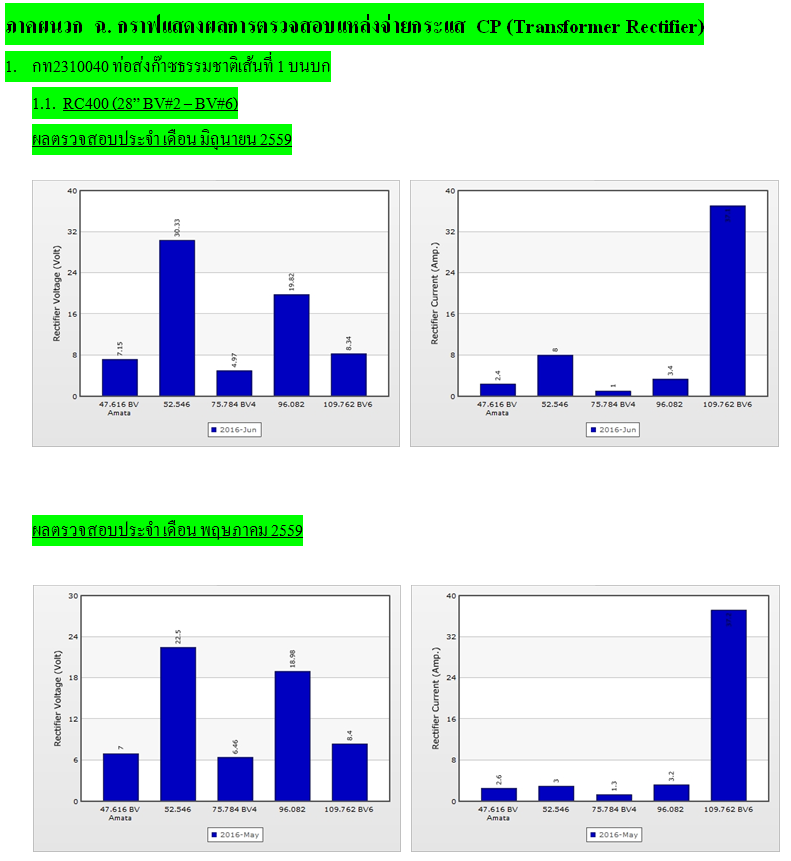 ภาคผนวก ฉ. กราฟแสดงผลการตรวจสอบแหล่งจ่ายกระแส CP (Transformer Rectifier)
1. กท2310040 ท่อส่งก๊าซธรรมชาติเส้นที่ 1 บนบก
1.1. RC400 (28” BV#2 – BV#6)
ผลตรวจสอบประจำเดือน มิถุนายน 2559
Rectifier Voltage (Volt)
40
32
24
16
8
0
7.15
30.33
4.97
19.82
8.34
47.616 BV Amata
52.546
75.784 BV4
96.082
109.762 BV6
2016-Jun
Rectifier Current (Amp.)
40
32
24
16
8
0
2.4
8
1
3.4
47.616 BV Amata
52.546
75.784 BV4
96.082
109.762 BV6
2016-Jun
ผลตรวจสอบประจำเดือน พฤษภาคม 2559
Rectifier Voltage (Volt)
30
24
18
12
6
0
7
22.5
6.46
18.98
8.4
47.616 BV Amata
52.546
75.784 BV4
96.082
109.762 BV6
2016-May
Rectifier Current (Amp.)
40
32
24
16
8
0
2.6
3
1.3
3.2
47.616 BV Amata
52.546
75.784 BV4
96.082
109.762 BV6
2016-May